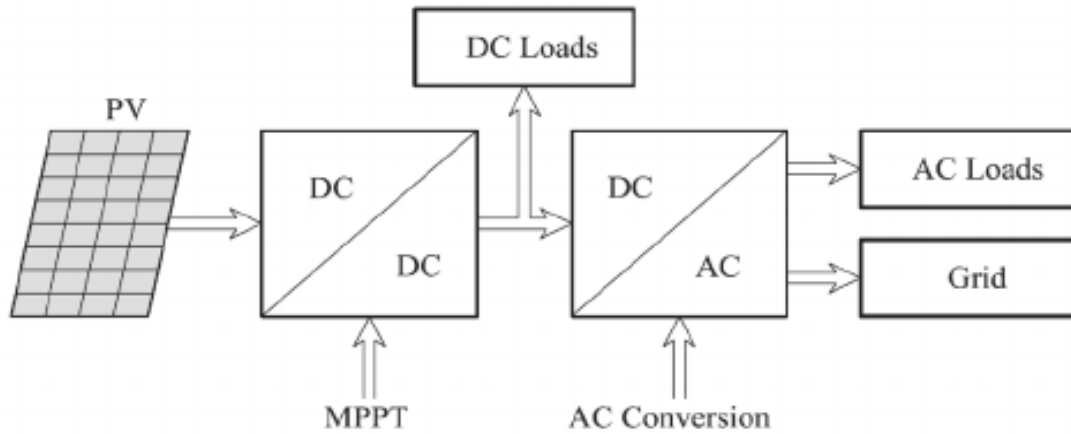 DC Loads
PV
DC
DC
DC
AC
AC Loads
Grid
MPPT
AC Conversion